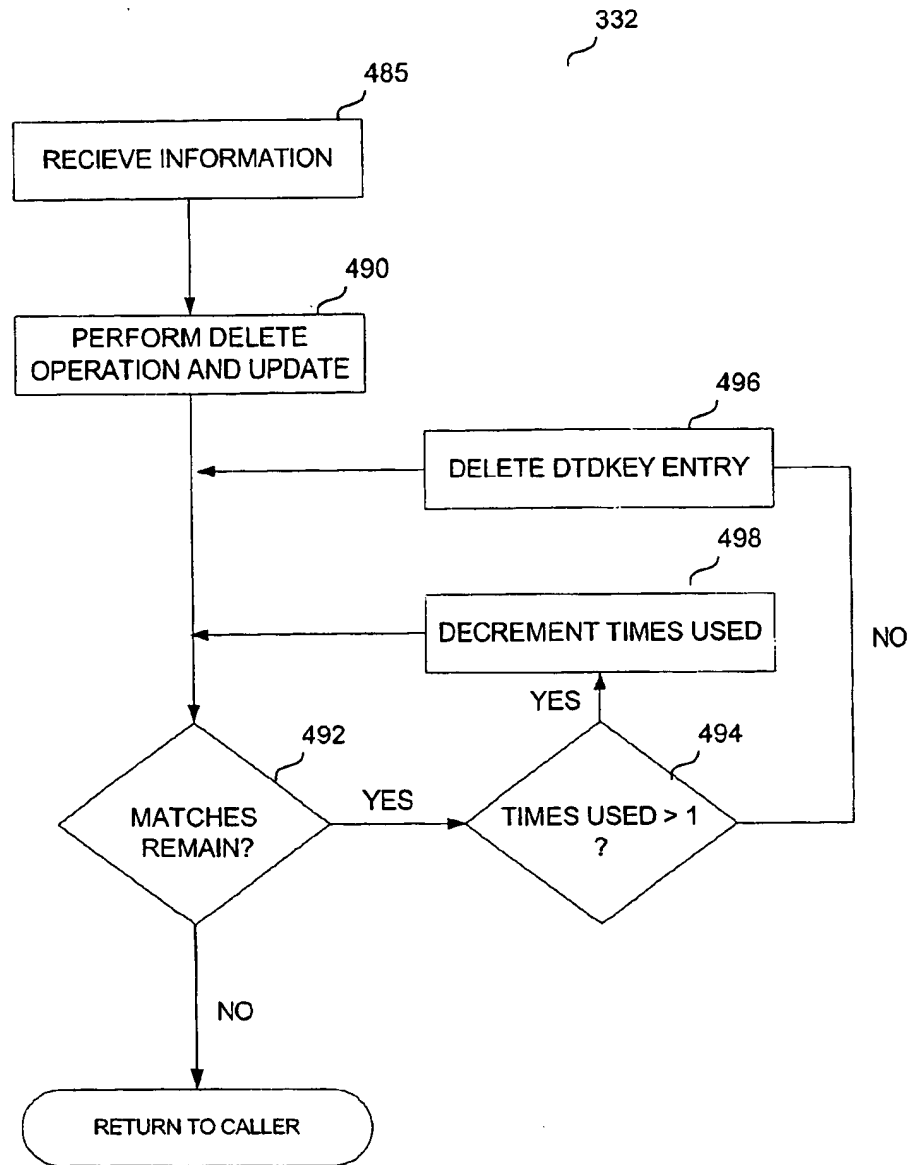 332
485
RECIEVE INFORMATION
490
PERFORM DELETE
OPERATION AND UPDATE
496
DELETE DTDKEY ENTRY
498
DECREMENT TIMES USED
NO
YES
492
494
MATCHES
REMAIN?
YES
TIMES USED > 1
?
NO
RETURN TO CALLER